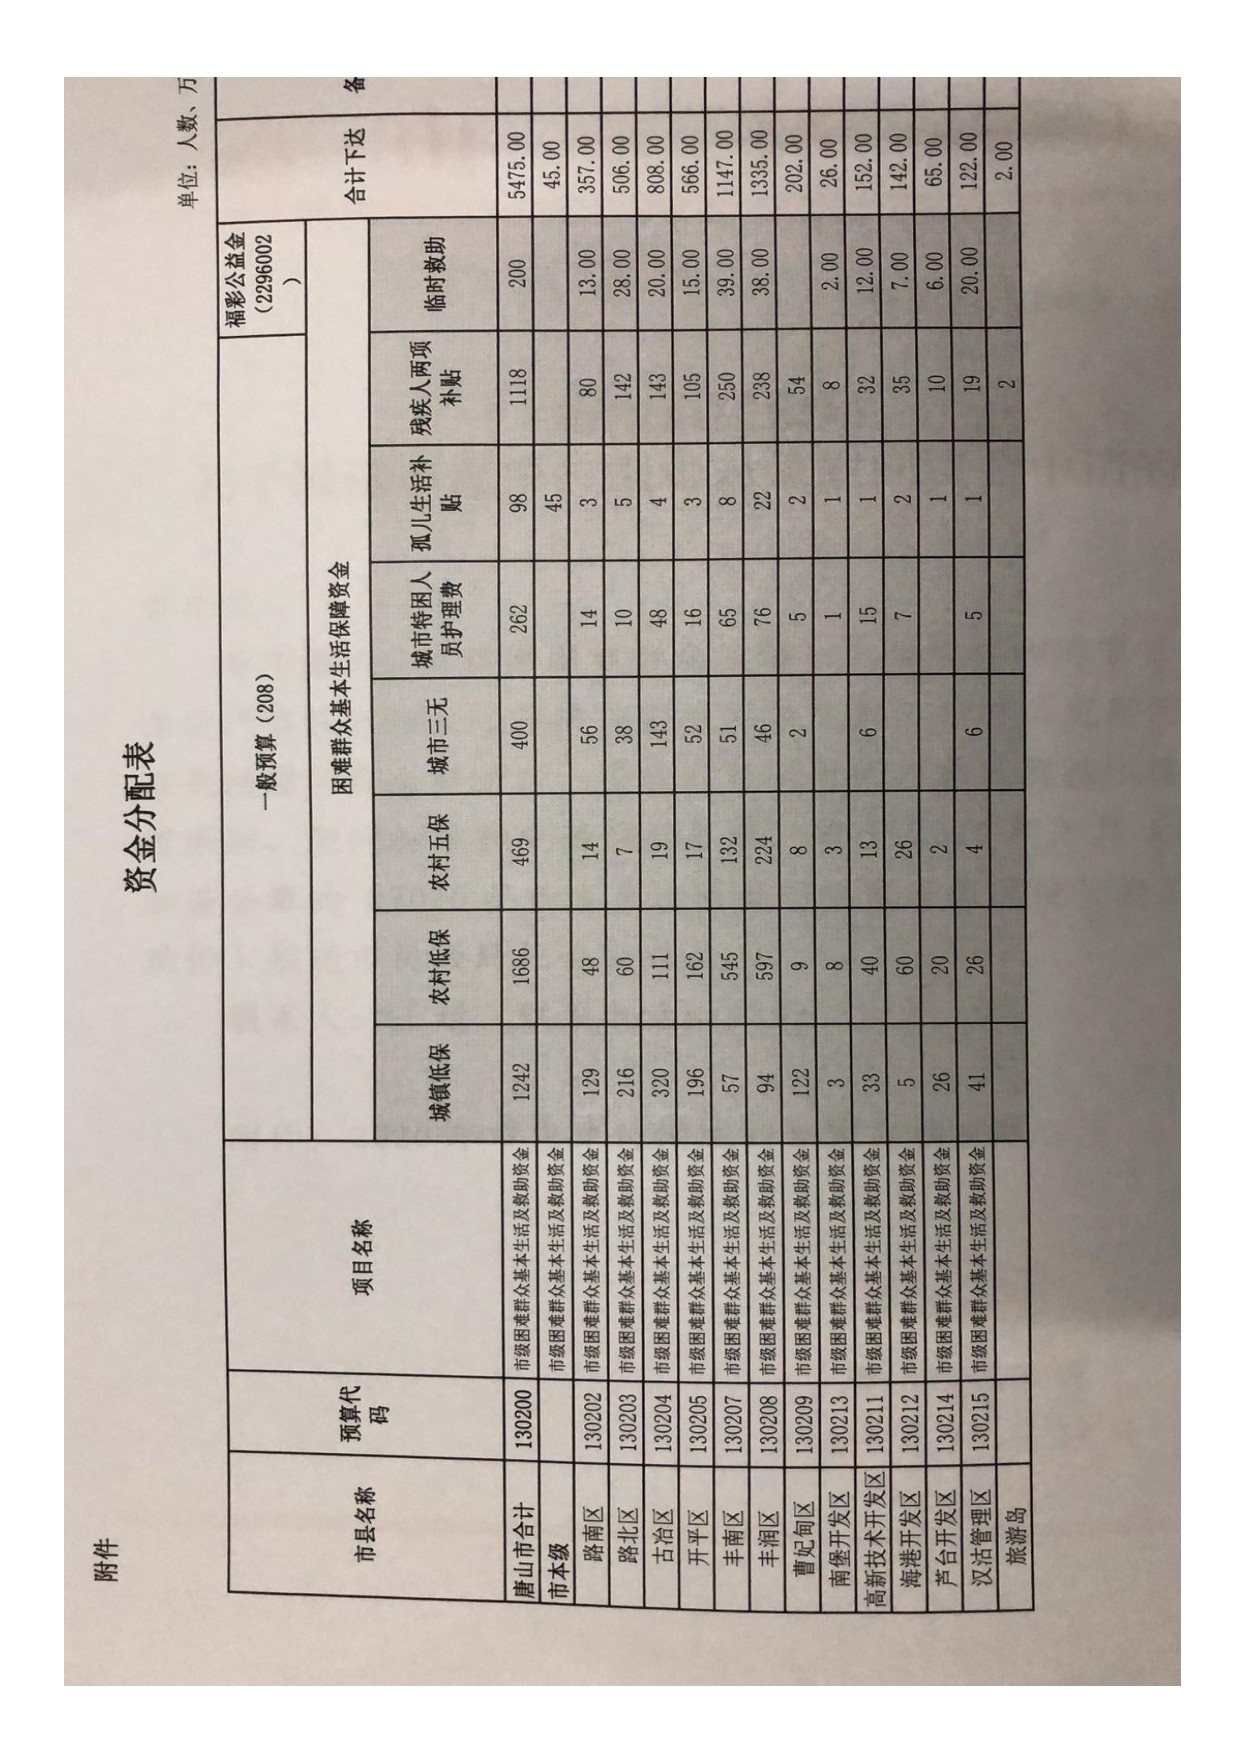 附件
资金分配表
单位：人数、万
市县名称 预算代码 项目名称 一般预算（208） 福彩公益金（2296002） 合计下达 备
困难群众基本生活保障资金
城镇低保 农村低保 农村五保 城市三无 城市特困人员护理费 孤儿生活补贴 残疾人两项补贴 临时救助
唐山市合计 130200 市级困难群众基本生活及救助资金 1242 1686 469 400 262 98 1118 200 5475.00
市本级 市级困难群众基本生活及救助资金 45 45.00
路南区 130202 市级困难群众基本生活及救助资金 129 48 14 56 14 3 80 13.00 357.00
路北区 130203 市级困难群众基本生活及救助资金 216 60 7 38 10 5 142 28.00 506.00
古冶区 130204 市级困难群众基本生活及救助资金 320 111 19 143 48 4 143 20.00 808.00
开平区 130205 市级困难群众基本生活及救助资金 196 162 17 52 16 3 105 15.00 566.00
丰南区 130207 市级困难群众基本生活及救助资金 57 545 132 51 65 8 250 39.00 1147.00
丰润区 130208 市级困难群众基本生活及救助资金 94 597 224 46 76 22 238 38.00 1335.00
曹妃甸区 130209 市级困难群众基本生活及救助资金 122 9 8 2 5 2 54 202.00
南堡开发区 130213 市级困难群众基本生活及救助资金 3 8 3 1 1 8 2.00 26.00
高新技术开发区 130211 市级困难群众基本生活及救助资金 33 40 13 6 15 1 32 12.00 152.00
海港开发区 130212 市级困难群众基本生活及救助资金 5 60 26 7 2 35 7.00 142.00
芦台开发区 130214 市级困难群众基本生活及救助资金 26 20 2 1 10 6.00 65.00
汉沽管理区 130215 市级困难群众基本生活及救助资金 41 26 4 6 5 1 19 20.00 122.00
旅游岛 2 2.00